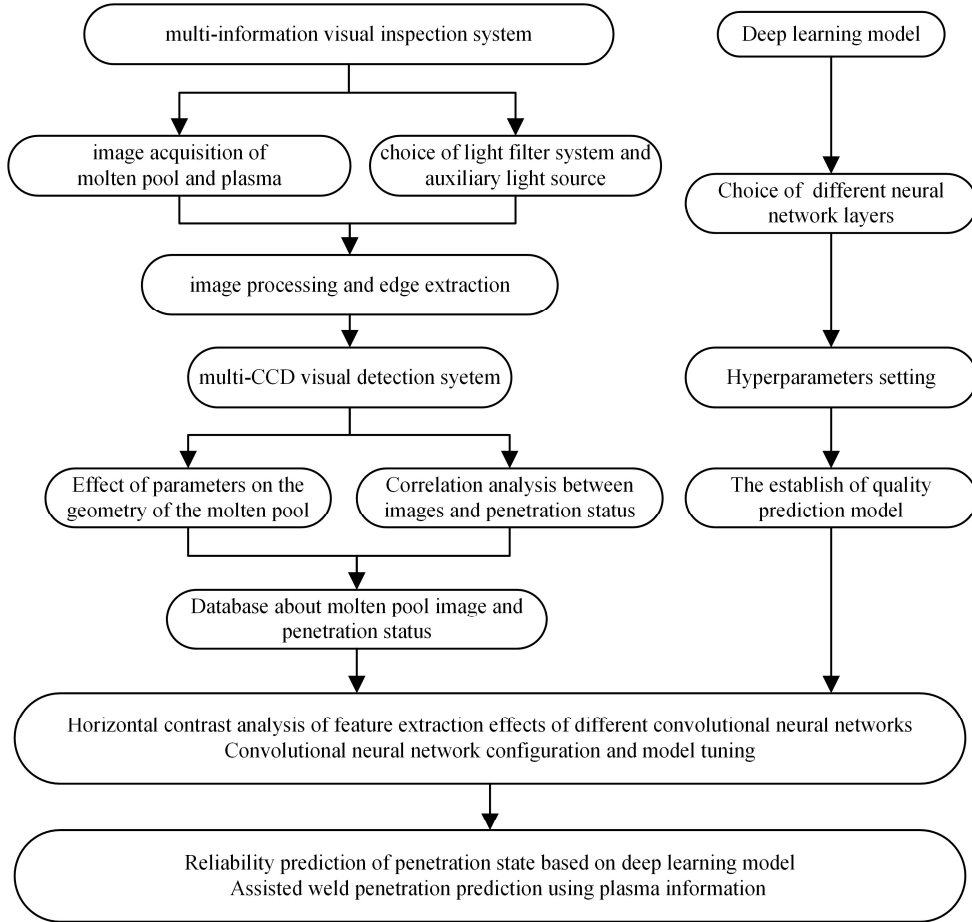 multi-information visual inspection system
Deep learning model
image acquisition of
molten pool and plasma
choice of light filter system and
auxiliary light source
Choice of different neural
network layers
image processing and edge extraction
multi-CCD visual detection syetem
Hyperparameters setting
Effect of parameters on the
geometry of the molten pool
Correlation analysis between
images and penetration status
The establish of quality
prediction model
Database about molten pool image and
penetration status
Horizontal contrast analysis of feature extraction effects of different convolutional neural networks
Convolutional neural network configuration and model tuning
Reliability prediction of penetration state based on deep learning model
Assisted weld penetration prediction using plasma information